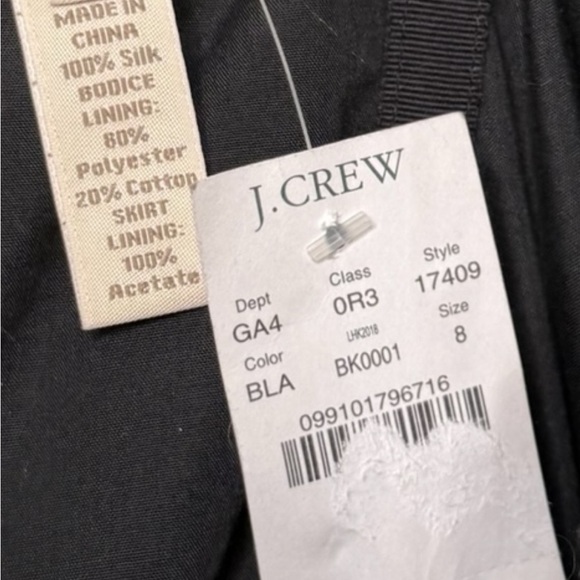 MADE IN
CHINA
100% Silk
BODICE
LINING:
80%
Polyester
20% Cotton
SKIRT
LINING:
100%
Acetate
J.CREW
Dept Class Style
GA4 0R3 17409
Color LHK2016 Size
BLA BK0001 8
099101796716